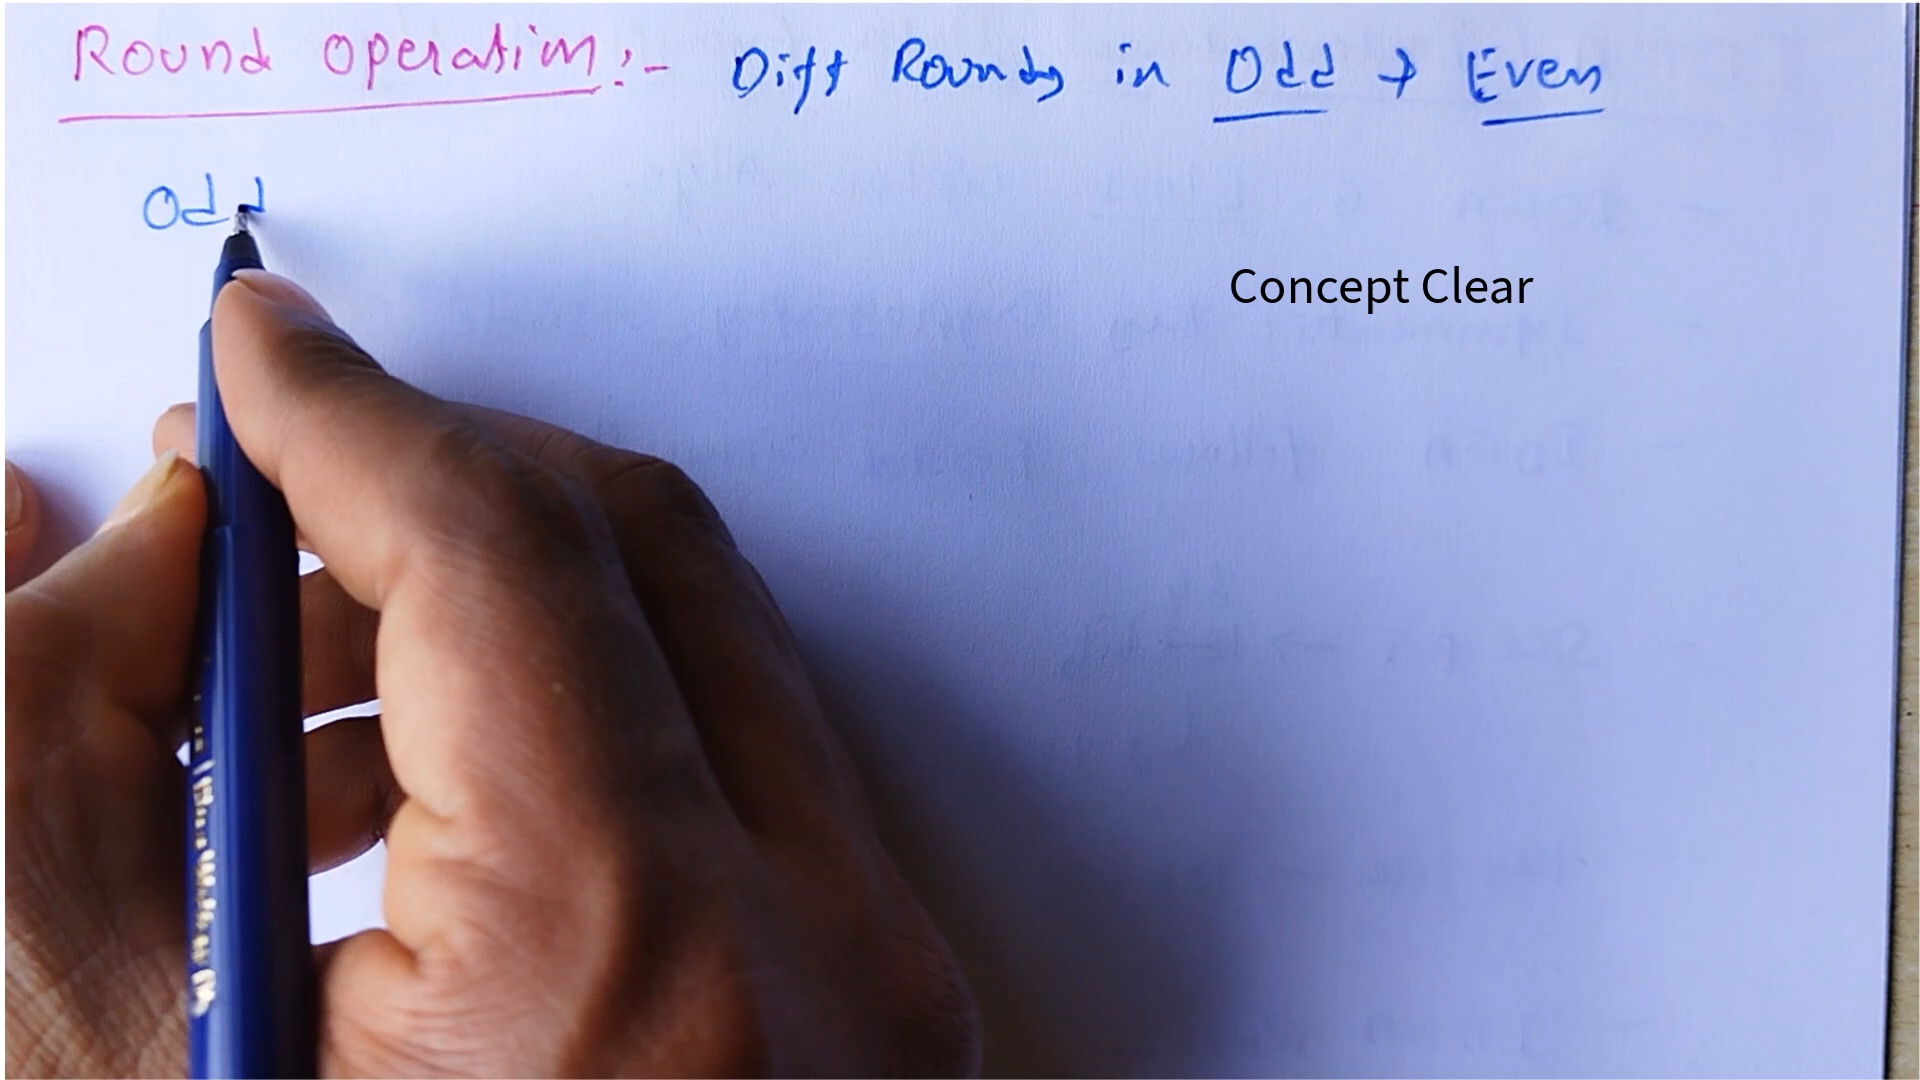 Round Operation :- Diff Rounds in Odd → Even
Odd
Concept Clear